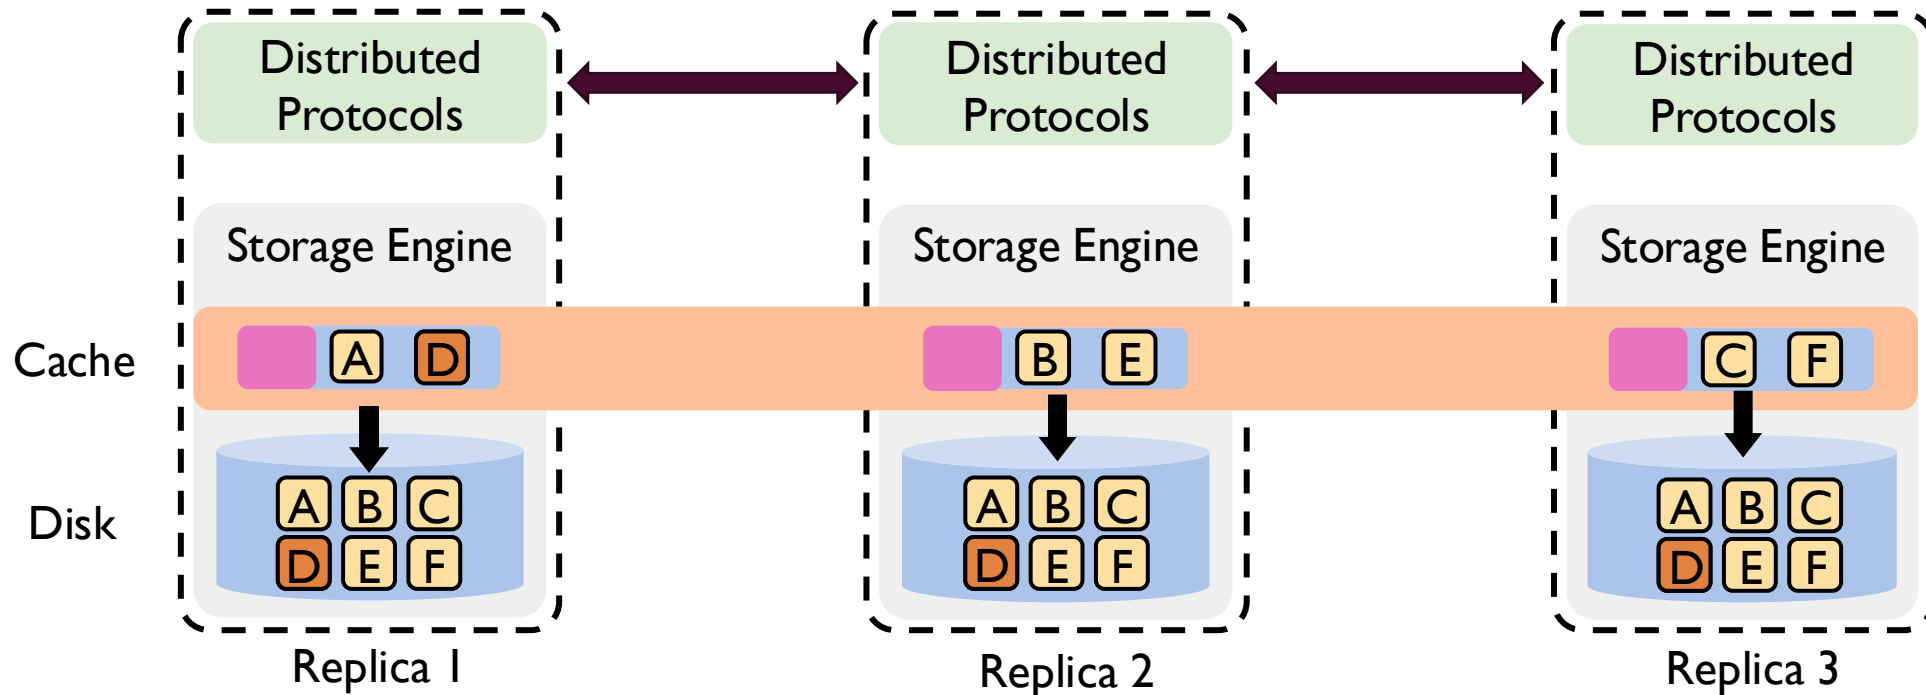 Distributed
Protocols
Distributed
Protocols
Distributed
Protocols
Storage Engine
Storage Engine
Storage Engine
Cache
A D
B E
C F
Disk
A B C
D E F
A B C
D E F
A B C
D E F
Replica 1
Replica 2
Replica 3